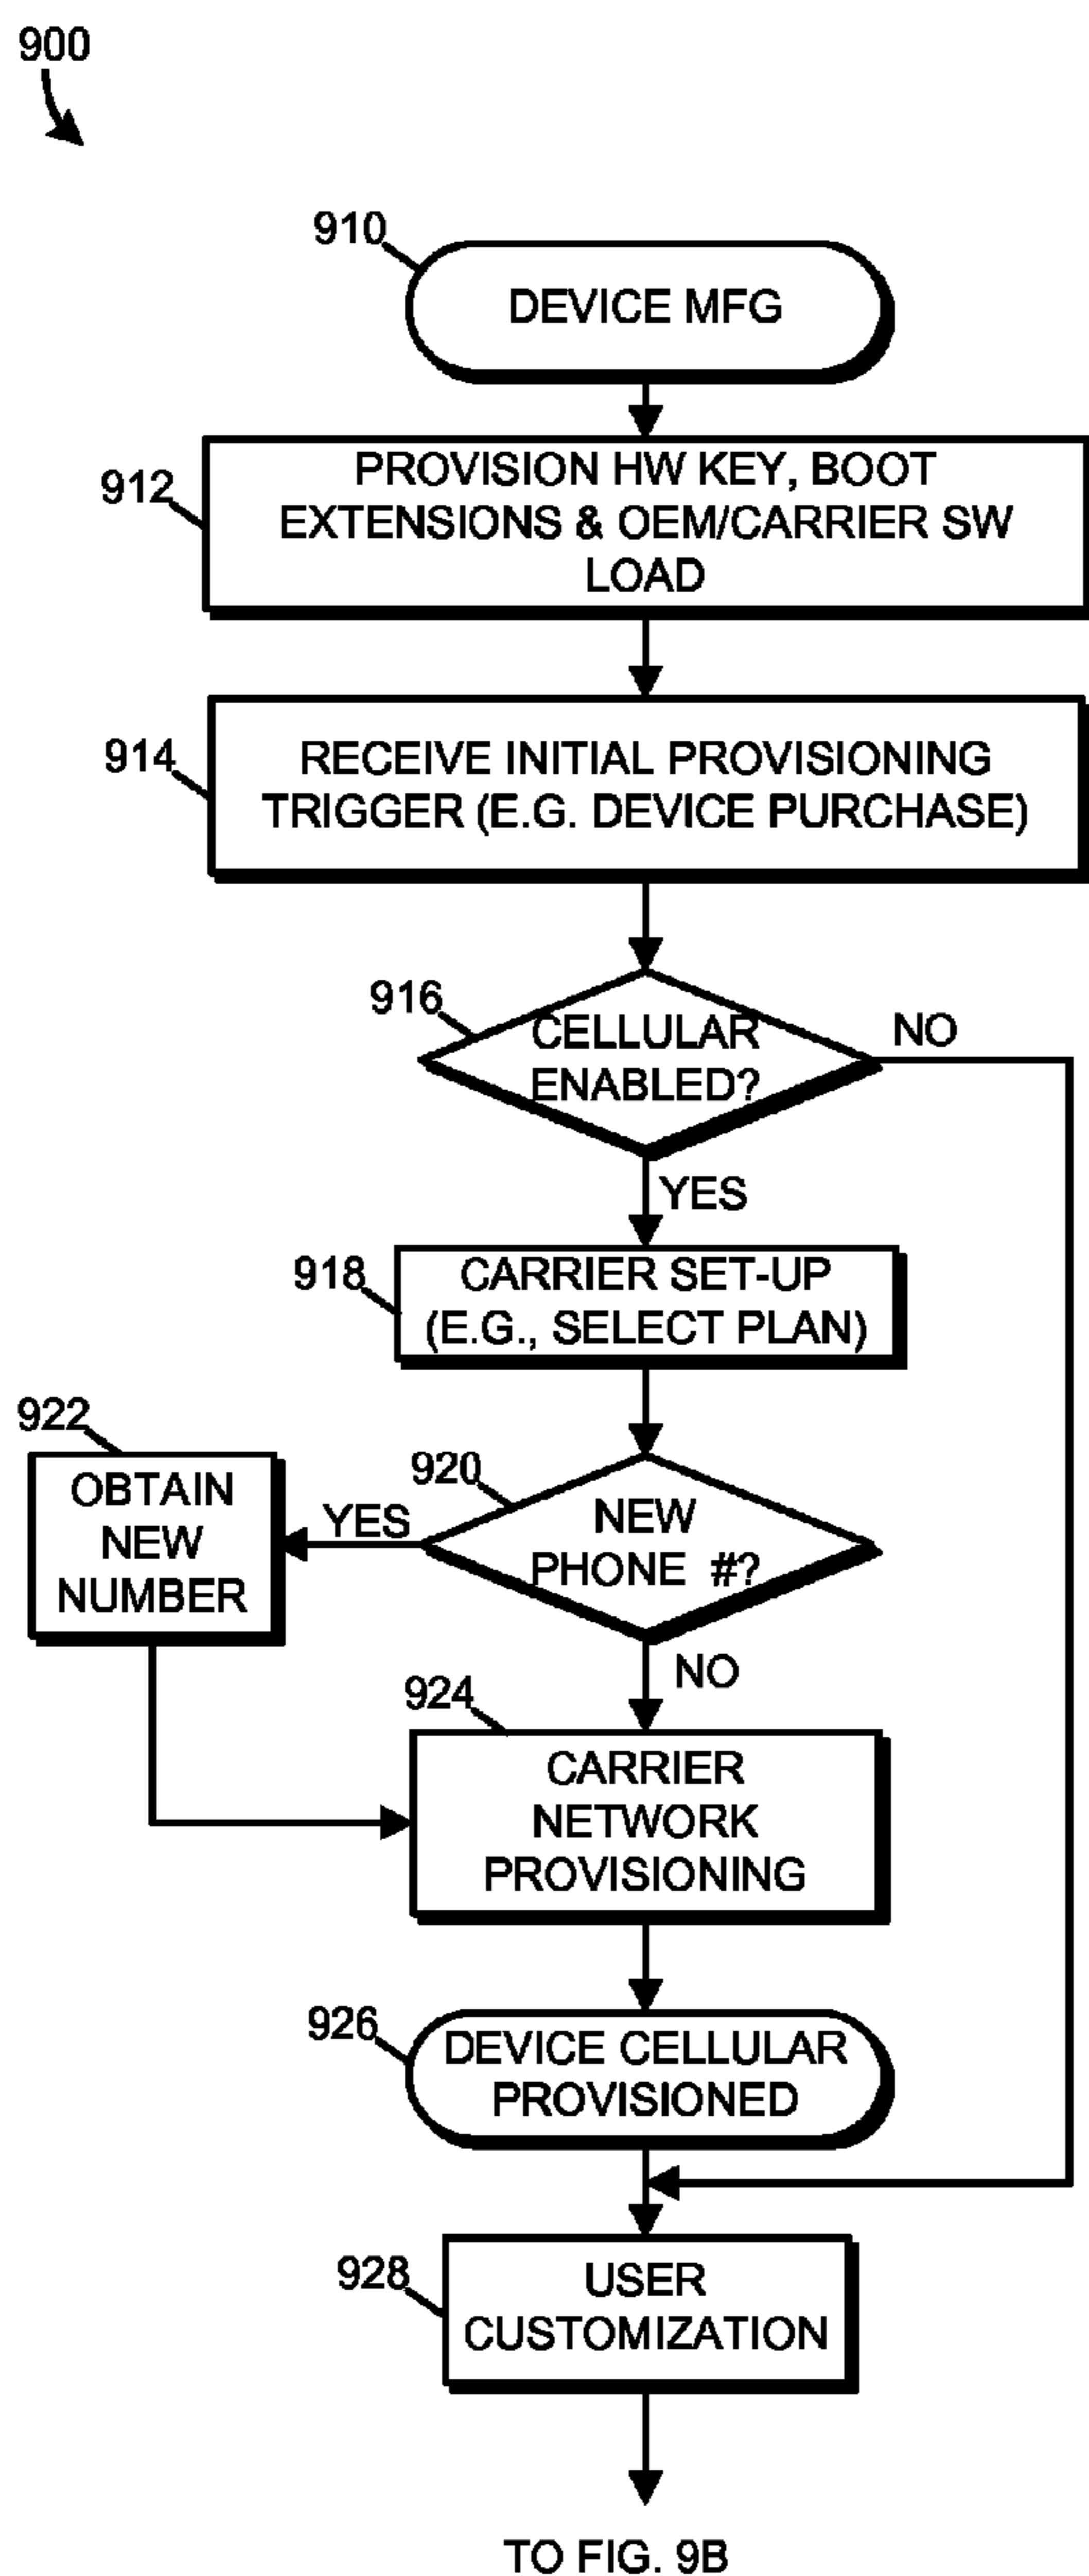 900
910
DEVICE MFG
912
PROVISION HW KEY, BOOT
EXTENSIONS & OEM/CARRIER SW
LOAD
914
RECEIVE INITIAL PROVISIONING
TRIGGER (E.G. DEVICE PURCHASE)
916
CELLULAR
ENABLED?
NO
YES
918
CARRIER SET-UP
(E.G., SELECT PLAN)
922
OBTAIN
NEW
NUMBER
YES
920
NEW
PHONE #?
NO
924
CARRIER
NETWORK
PROVISIONING
926
DEVICE CELLULAR
PROVISIONED
928
USER
CUSTOMIZATION
TO FIG. 9B